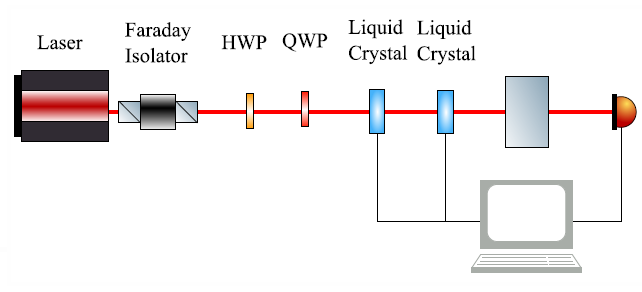 Laser
Faraday
Isolator
HWP
QWP
Liquid
Crystal
Liquid
Crystal